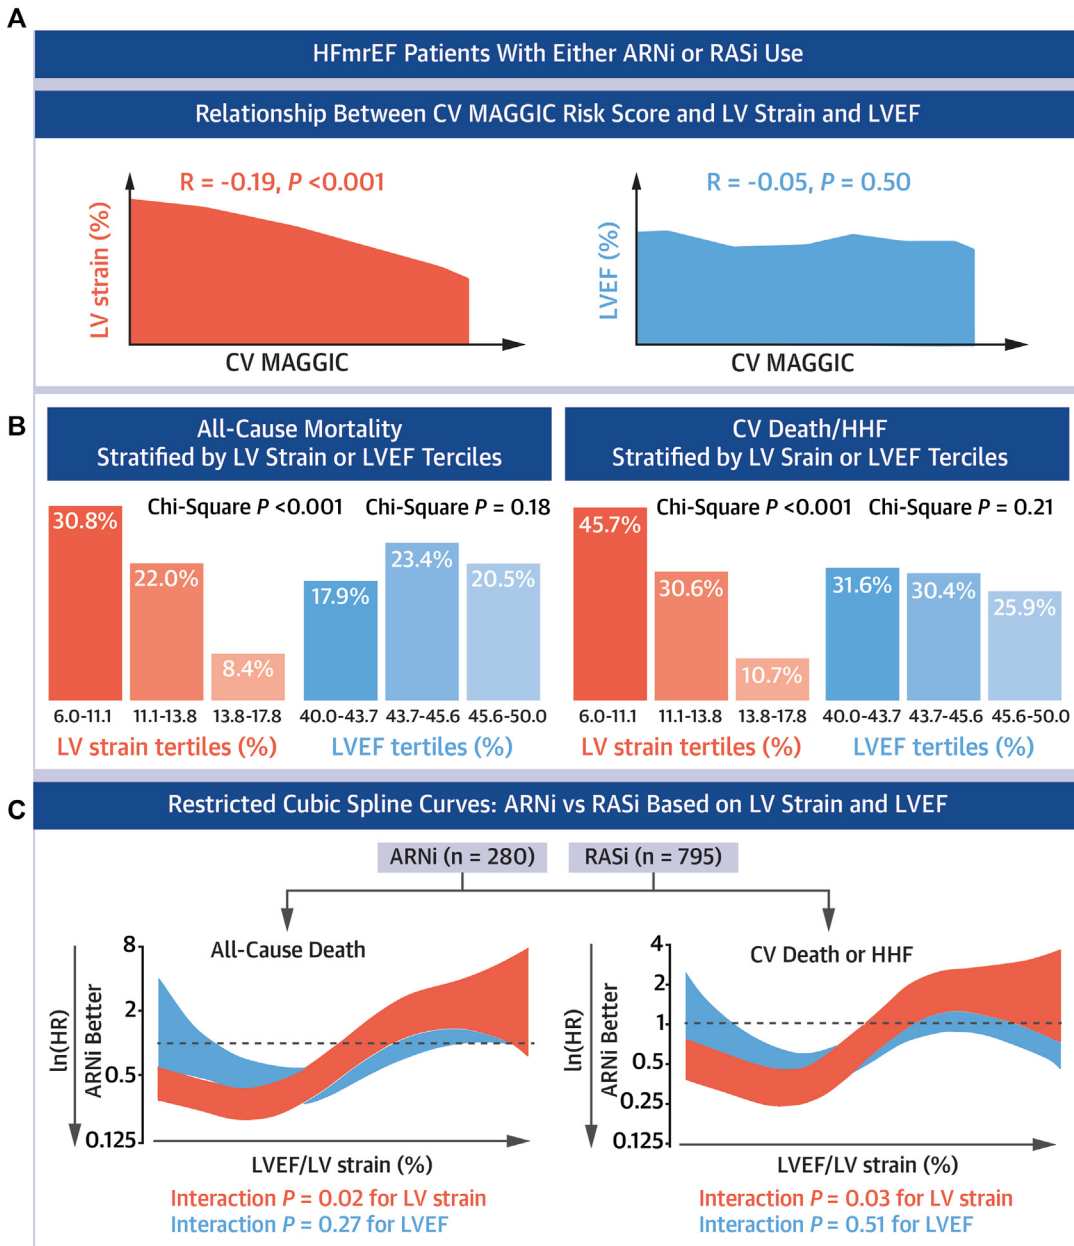 A
HFmrEF Patients With Either ARNi or RASi Use
Relationship Between CV MAGGIC Risk Score and LV Strain and LVEF
R = -0.19, P <0.001
LV strain (%)
CV MAGGIC
R = -0.05, P = 0.50
LVEF (%)
CV MAGGIC
B
All-Cause Mortality
Stratified by LV Strain or LVEF Terciles
Chi-Square P <0.001
Chi-Square P = 0.18
30.8%
22.0%
8.4%
17.9%
23.4%
20.5%
6.0-11.1
11.1-13.8
13.8-17.8
40.0-43.7
43.7-45.6
45.6-50.0
LV strain tertiles (%)
LVEF tertiles (%)
CV Death/HHF
Stratified by LV Srain or LVEF Terciles
Chi-Square P <0.001
Chi-Square P = 0.21
45.7%
30.6%
10.7%
31.6%
30.4%
25.9%
6.0-11.1
11.1-13.8
13.8-17.8
40.0-43.7
43.7-45.6
45.6-50.0
LV strain tertiles (%)
LVEF tertiles (%)
C
Restricted Cubic Spline Curves: ARNi vs RASi Based on LV Strain and LVEF
ARNi (n = 280)
RASi (n = 795)
All-Cause Death
ln(HR)
ARNi Better
8
2
0.5
0.125
LVEF/LV strain (%)
Interaction P = 0.02 for LV strain
Interaction P = 0.27 for LVEF
CV Death or HHF
ln(HR)
ARNi Better
4
2
1
0.5
0.25
0.125
LVEF/LV strain (%)
Interaction P = 0.03 for LV strain
Interaction P = 0.51 for LVEF